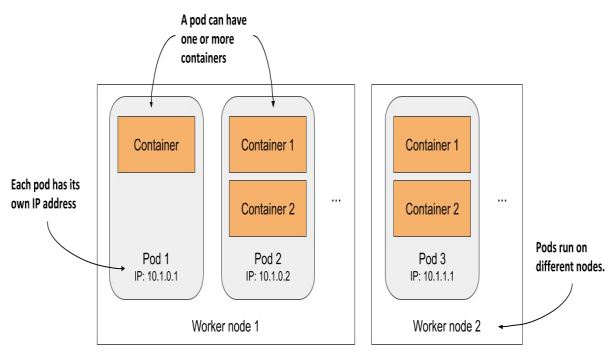 A pod can have
one or more
containers
Container
Container 1
Container 1
Container 2
Container 2
...
...
Each pod has its
own IP address
Pod 1
IP: 10.1.0.1
Pod 2
IP: 10.1.0.2
Pod 3
IP: 10.1.1.1
Pods run on
different nodes.
Worker node 1
Worker node 2